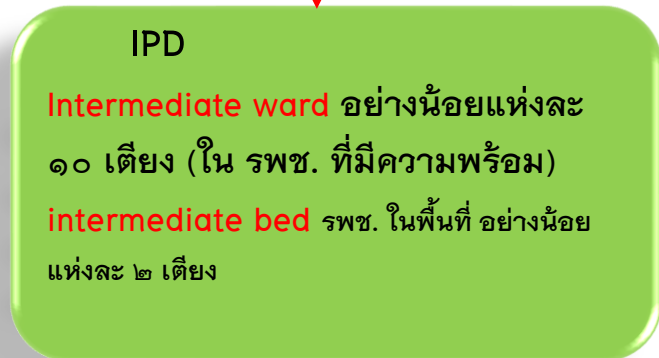 IPD
Intermediate ward อย่างน้อยแห่งละ
๑๐ เตียง (ใน รพช. ที่มีความพร้อม)
intermediate bed รพช. ในพื้นที่ อย่างน้อย
แห่งละ ๒ เตียง